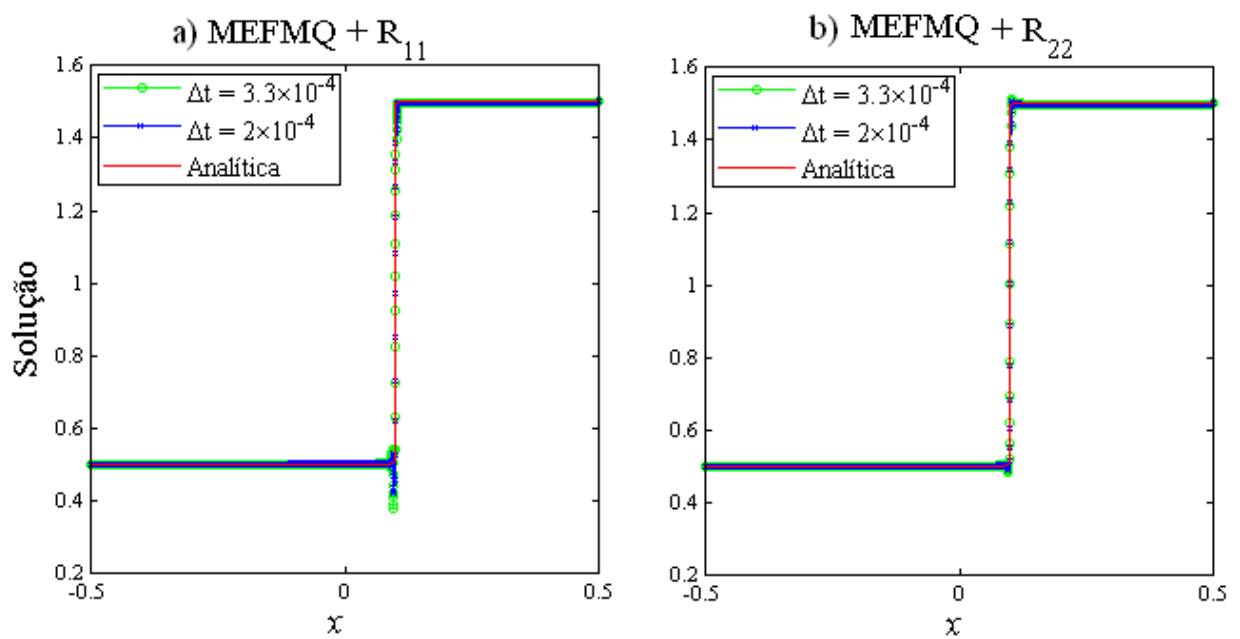 a) MEFMQ + R11
Δt = 3.3×10-4
Δt = 2×10-4
Analítica
1.6
1.4
1.2
1
0.8
0.6
0.4
0.2
-0.5
0
0.5
x
Solução
b) MEFMQ + R22
Δt = 3.3×10-4
Δt = 2×10-4
Analítica
1.6
1.4
1.2
1
0.8
0.6
0.4
0.2
-0.5
0
0.5
x